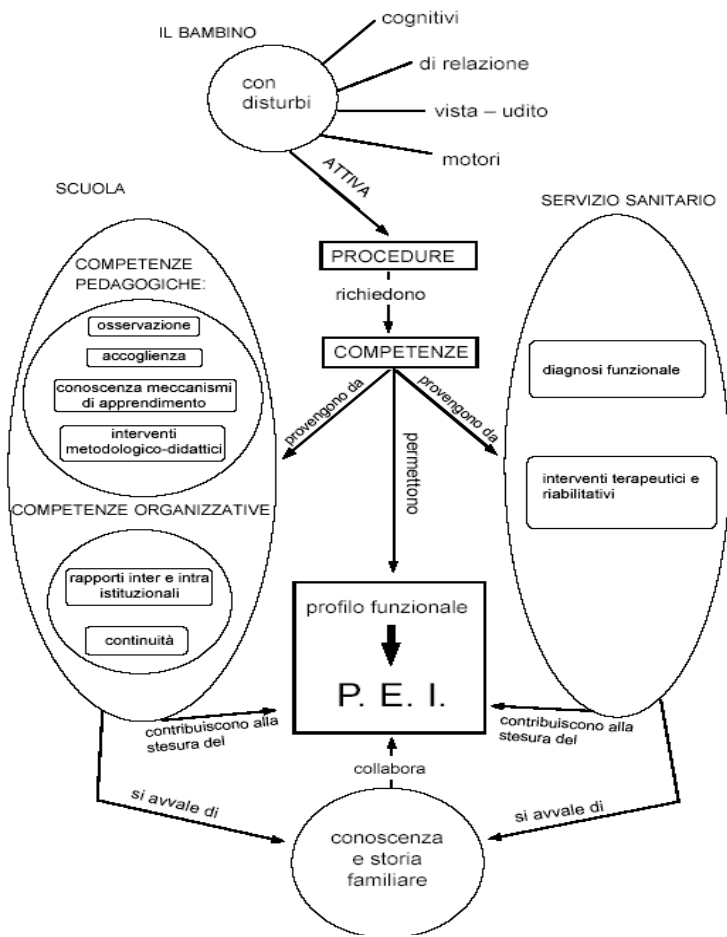 IL BAMBINO
cognitivi
con
disturbi
di relazione
vista – udito
motori
ATTIVA
SCUOLA
SERVIZIO SANITARIO
PROCEDURE
richiedono
COMPETENZE
COMPETENZE
PEDAGOGICHE:
osservazione
accoglienza
conoscenza meccanismi
di apprendimento
interventi
metodologico-didattici
COMPETENZE ORGANIZZATIVE
rapporti inter e intra
istituzionali
continuità
provengono da
permettono
provengono da
diagnosi funzionale
interventi terapeutici e
riabilitativi
profilo funzionale
P. E. I.
contribuiscono alla
stesura del
contribuiscono alla
stesura del
collabora
si avvale di
si avvale di
conoscenza
e storia
familiare